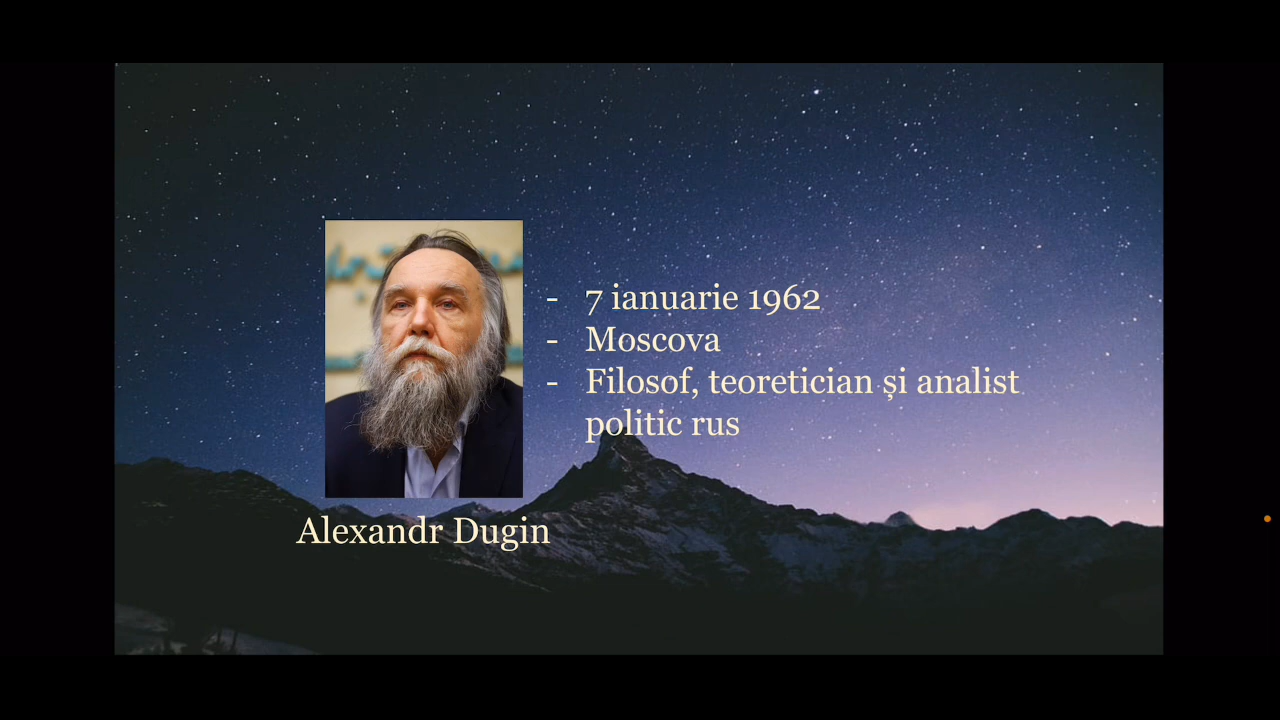 - 7 ianuarie 1962
- Moscova
- Filosof, teoretician și analist
politic rus
Alexandr Dugin